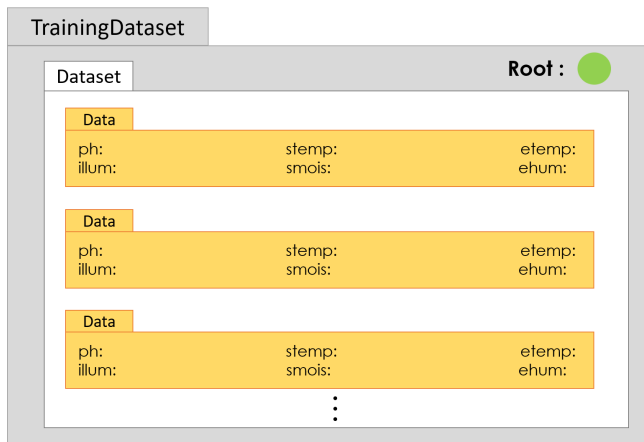 TrainingDataset
Root :
Dataset
Data
ph: stemp: etemp:
illum: smois: ehum:
Data
ph: stemp: etemp:
illum: smois: ehum:
Data
ph: stemp: etemp:
illum: smois: ehum: